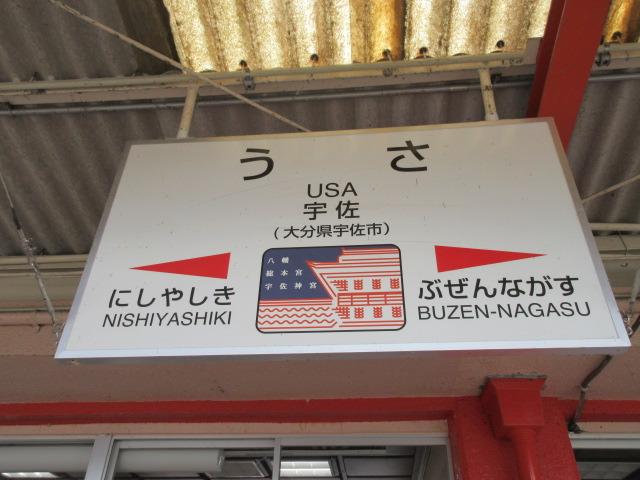 うさ
USA
宇佐
(大分県宇佐市)
八幡
総本宮
宇佐神宮
にしやしき
NISHIYASHIKI
ぶぜんながす
BUZEN-NAGASU